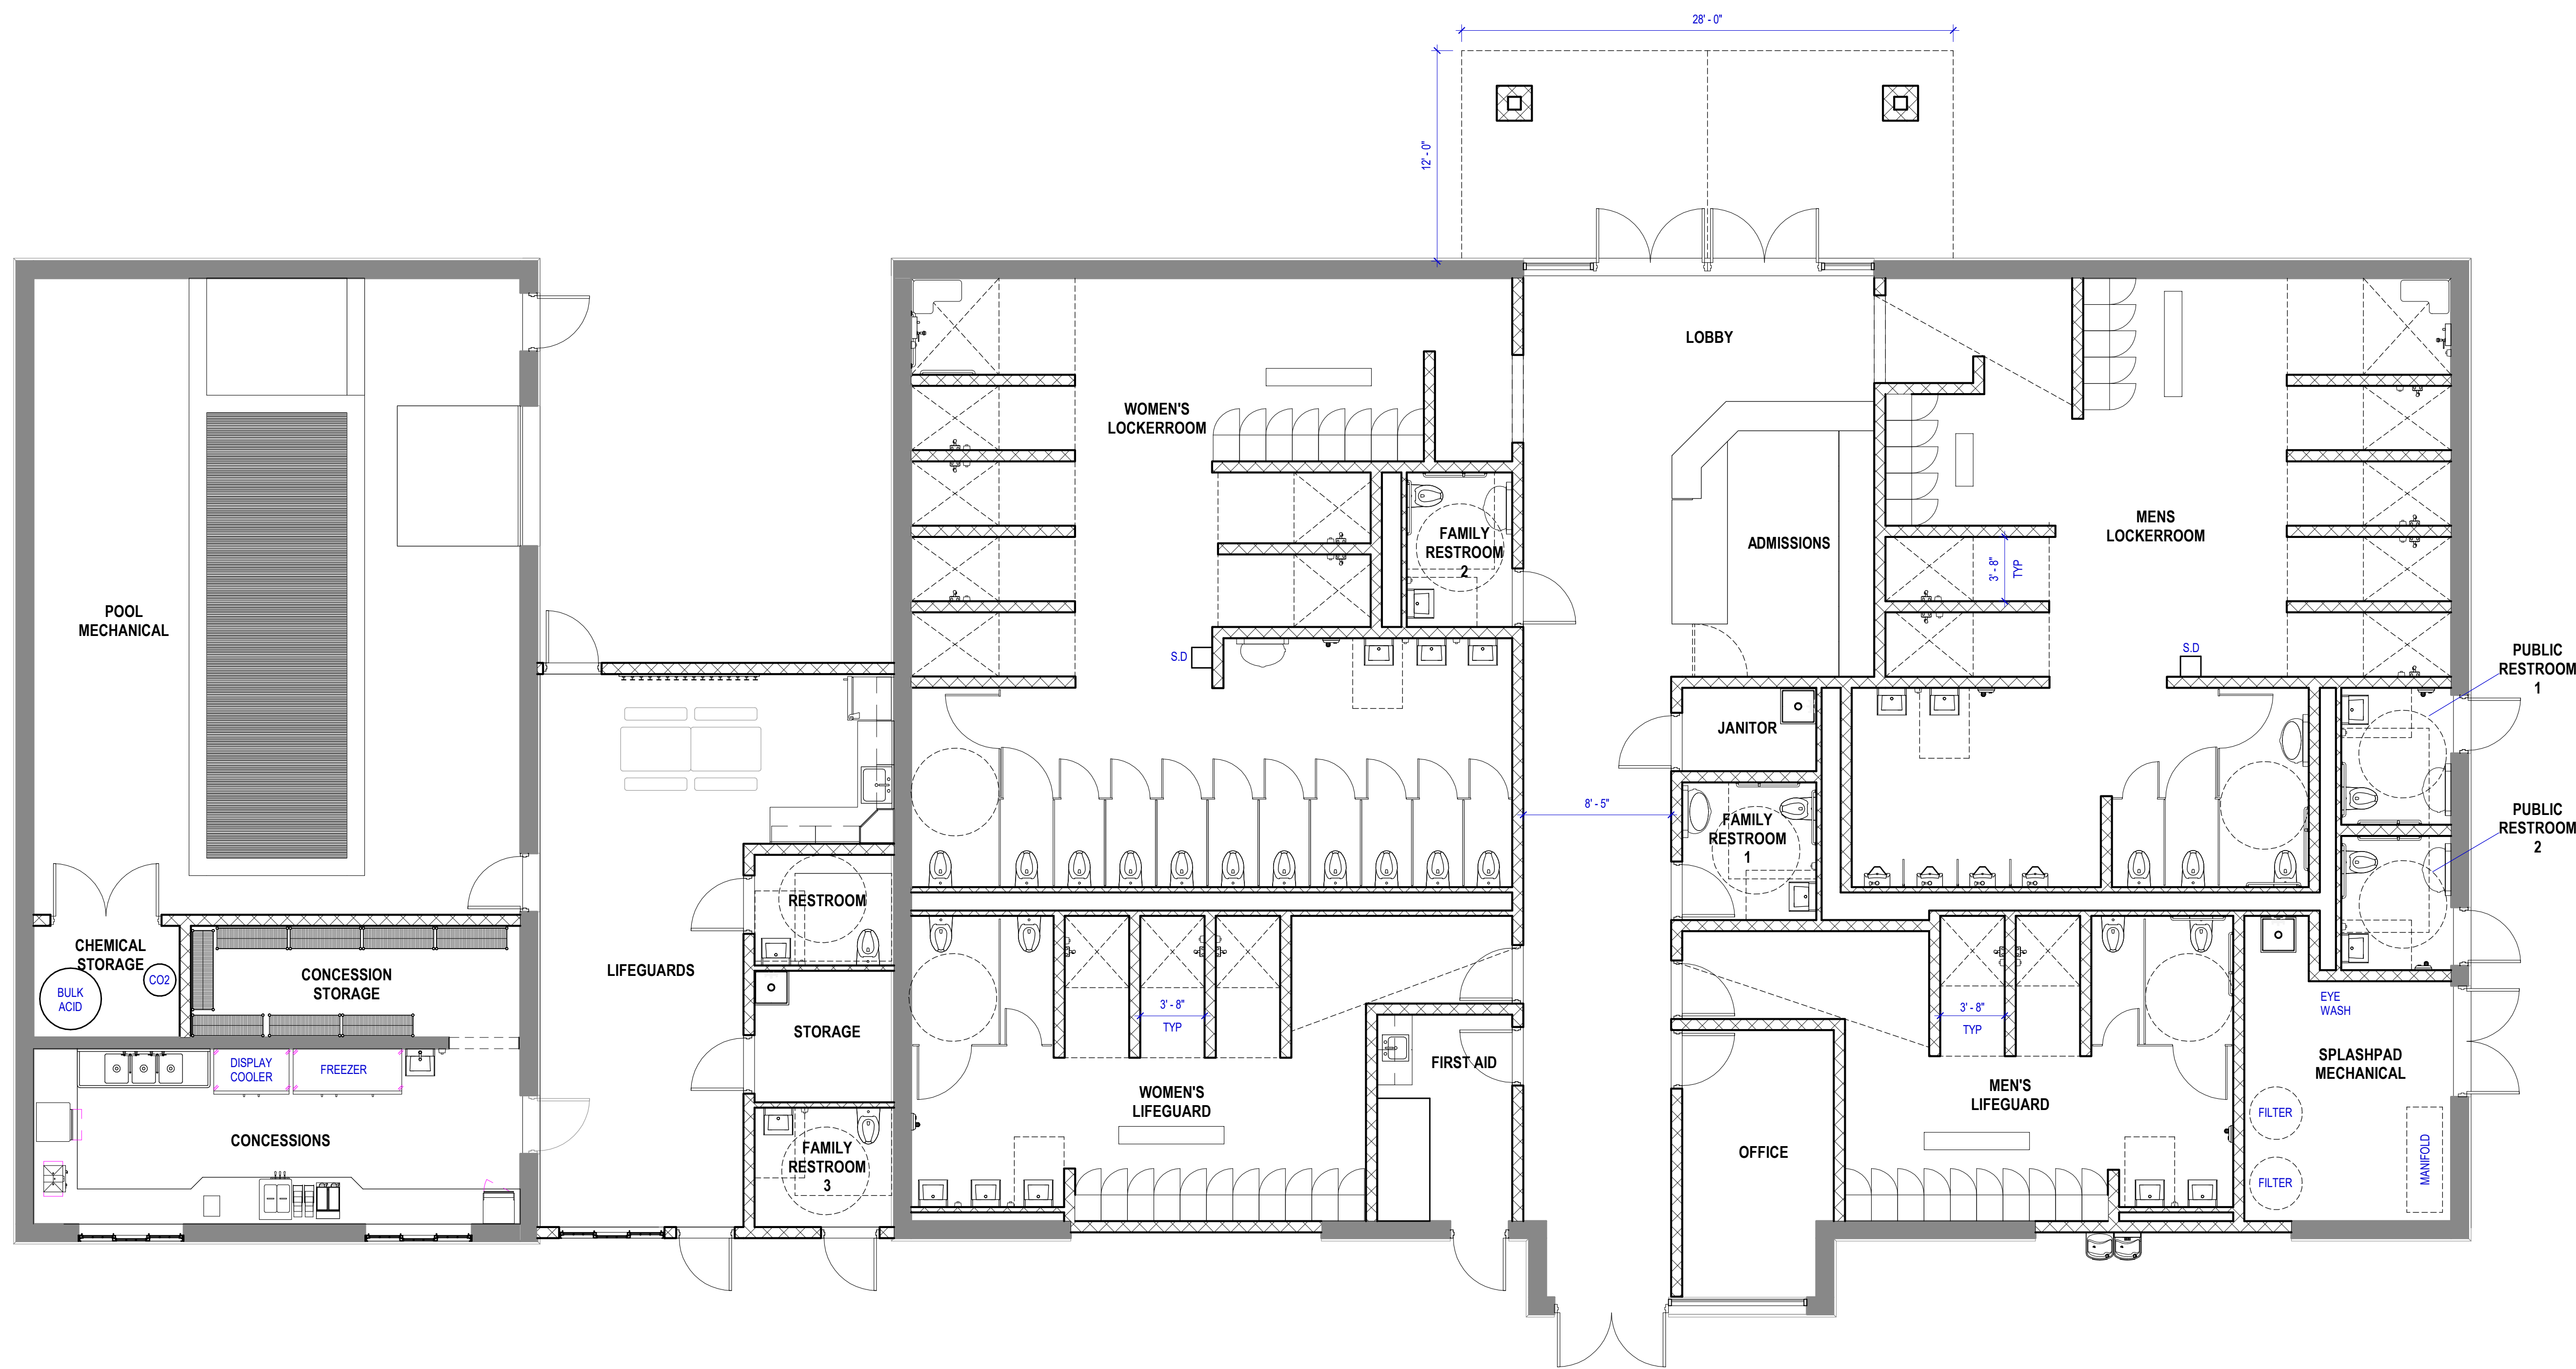 28' - 0"
12' - 0"
LOBBY
WOMEN'S
LOCKERROOM
MENS
LOCKERROOM
FAMILY
RESTROOM
2
ADMISSIONS
3' - 8"
TYP
POOL
MECHANICAL
S.D
S.D
PUBLIC
RESTROOM
1
JANITOR
8' - 5"
FAMILY
RESTROOM
1
PUBLIC
RESTROOM
2
RESTROOM
CHEMICAL
STORAGE
BULK
ACID
CO2
CONCESSION
STORAGE
LIFEGUARDS
STORAGE
3' - 8"
TYP
3' - 8"
TYP
EYE
WASH
DISPLAY
COOLER
FREEZER
FIRST AID
SPLASHPAD
MECHANICAL
WOMEN'S
LIFEGUARD
MEN'S
LIFEGUARD
FILTER
CONCESSIONS
FAMILY
RESTROOM
3
OFFICE
MANIFOLD
FILTER